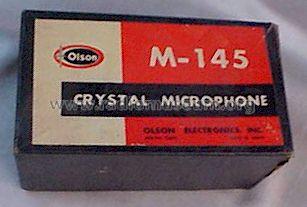 Olson
M-145
CRYSTAL MICROPHONE
OLSON ELECTRONICS, INC.